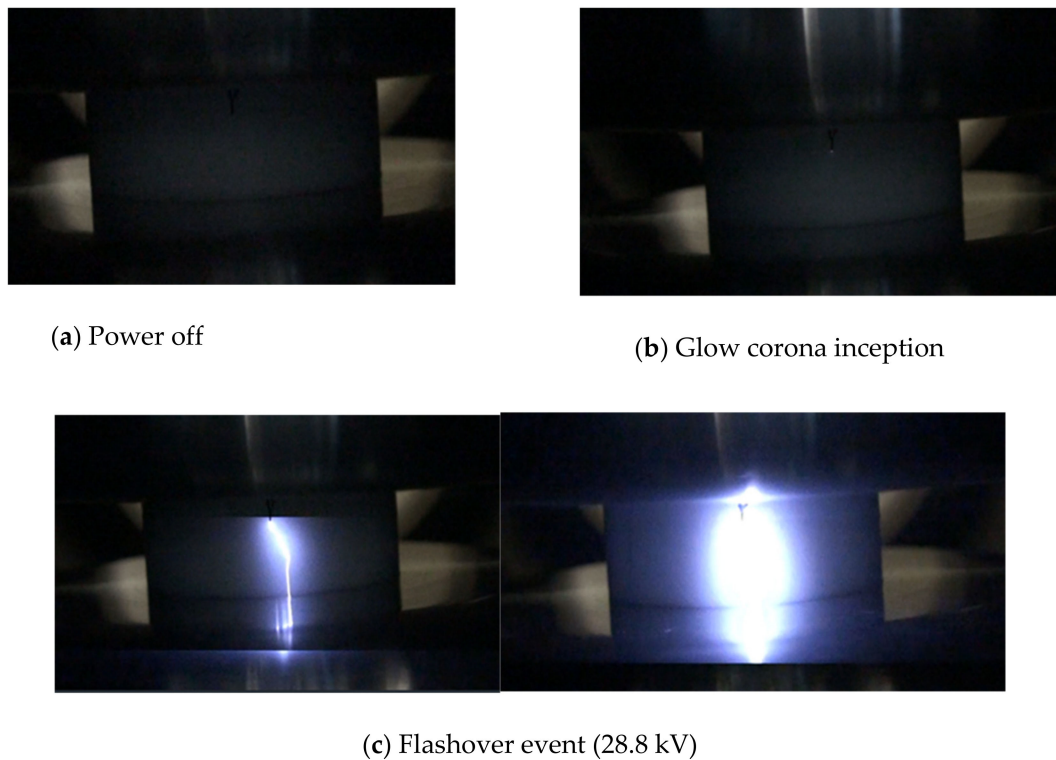 (a) Power off
(b) Glow corona inception
(c) Flashover event (28.8 kV)